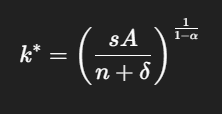 k* = (sA / (n + δ))^(1/(1−α))